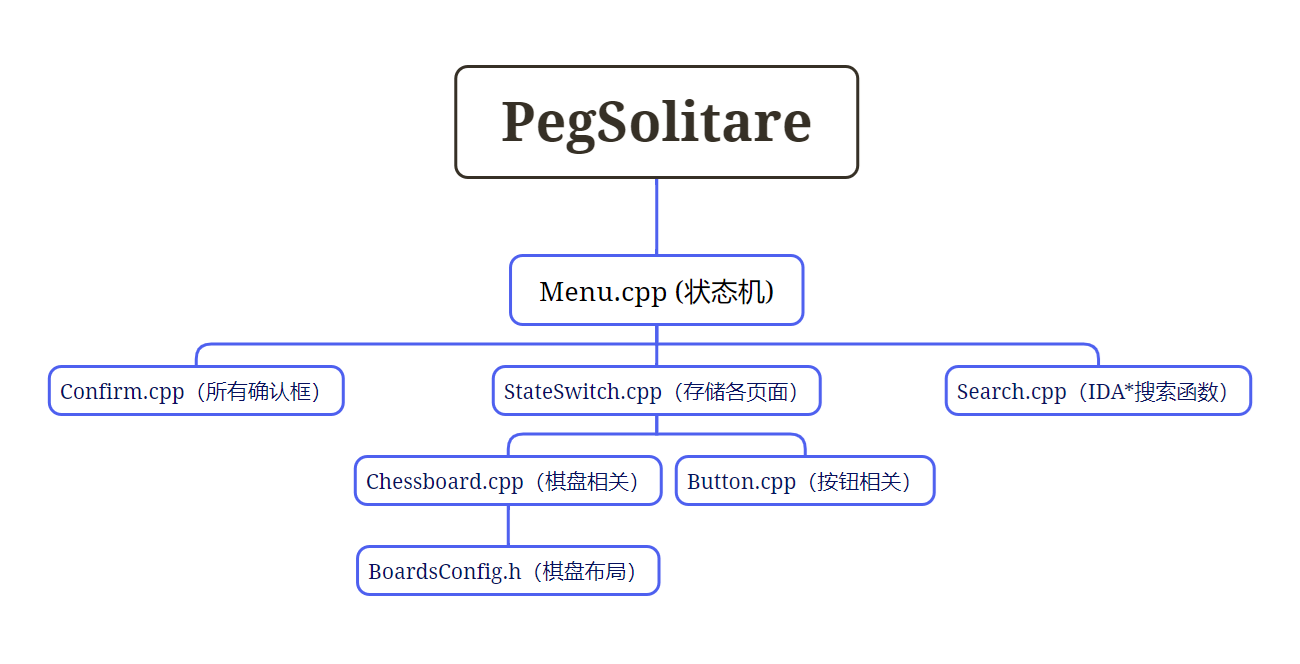 PegSolitare
Menu.cpp (状态机)
Confirm.cpp（所有确认框）
StateSwitch.cpp（存储各页面）
Search.cpp（IDA*搜索函数）
Chessboard.cpp（棋盘相关）
Button.cpp（按钮相关）
BoardsConfig.h（棋盘布局）